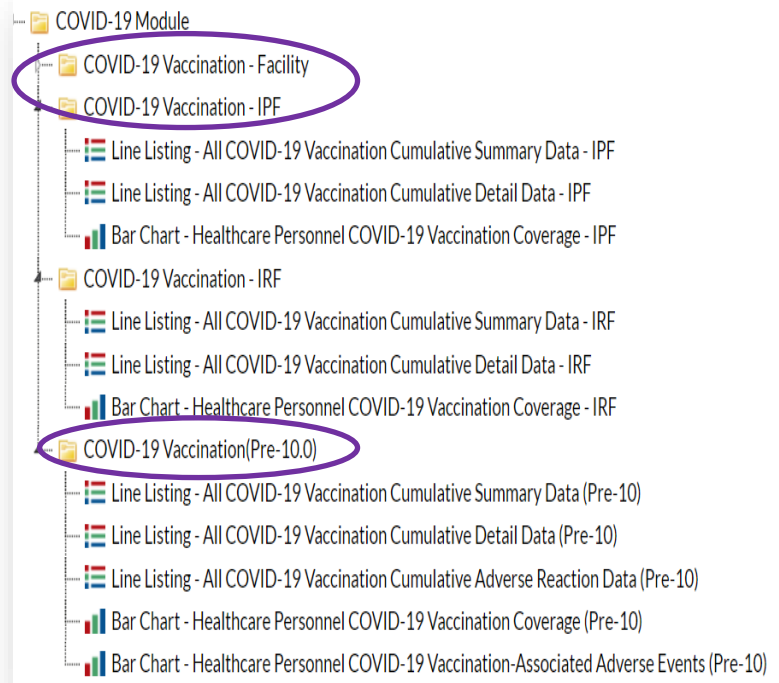 COVID-19 Module
COVID-19 Vaccination - Facility
COVID-19 Vaccination - IPF
Line Listing - All COVID-19 Vaccination Cumulative Summary Data - IPF
Line Listing - All COVID-19 Vaccination Cumulative Detail Data - IPF
Bar Chart - Healthcare Personnel COVID-19 Vaccination Coverage - IPF
COVID-19 Vaccination - IRF
Line Listing - All COVID-19 Vaccination Cumulative Summary Data - IRF
Line Listing - All COVID-19 Vaccination Cumulative Detail Data - IRF
Bar Chart - Healthcare Personnel COVID-19 Vaccination Coverage - IRF
COVID-19 Vaccination(Pre-10.0)
Line Listing - All COVID-19 Vaccination Cumulative Summary Data (Pre-10)
Line Listing - All COVID-19 Vaccination Cumulative Detail Data (Pre-10)
Line Listing - All COVID-19 Vaccination Cumulative Adverse Reaction Data (Pre-10)
Bar Chart - Healthcare Personnel COVID-19 Vaccination Coverage (Pre-10)
Bar Chart - Healthcare Personnel COVID-19 Vaccination-Associated Adverse Events (Pre-10)